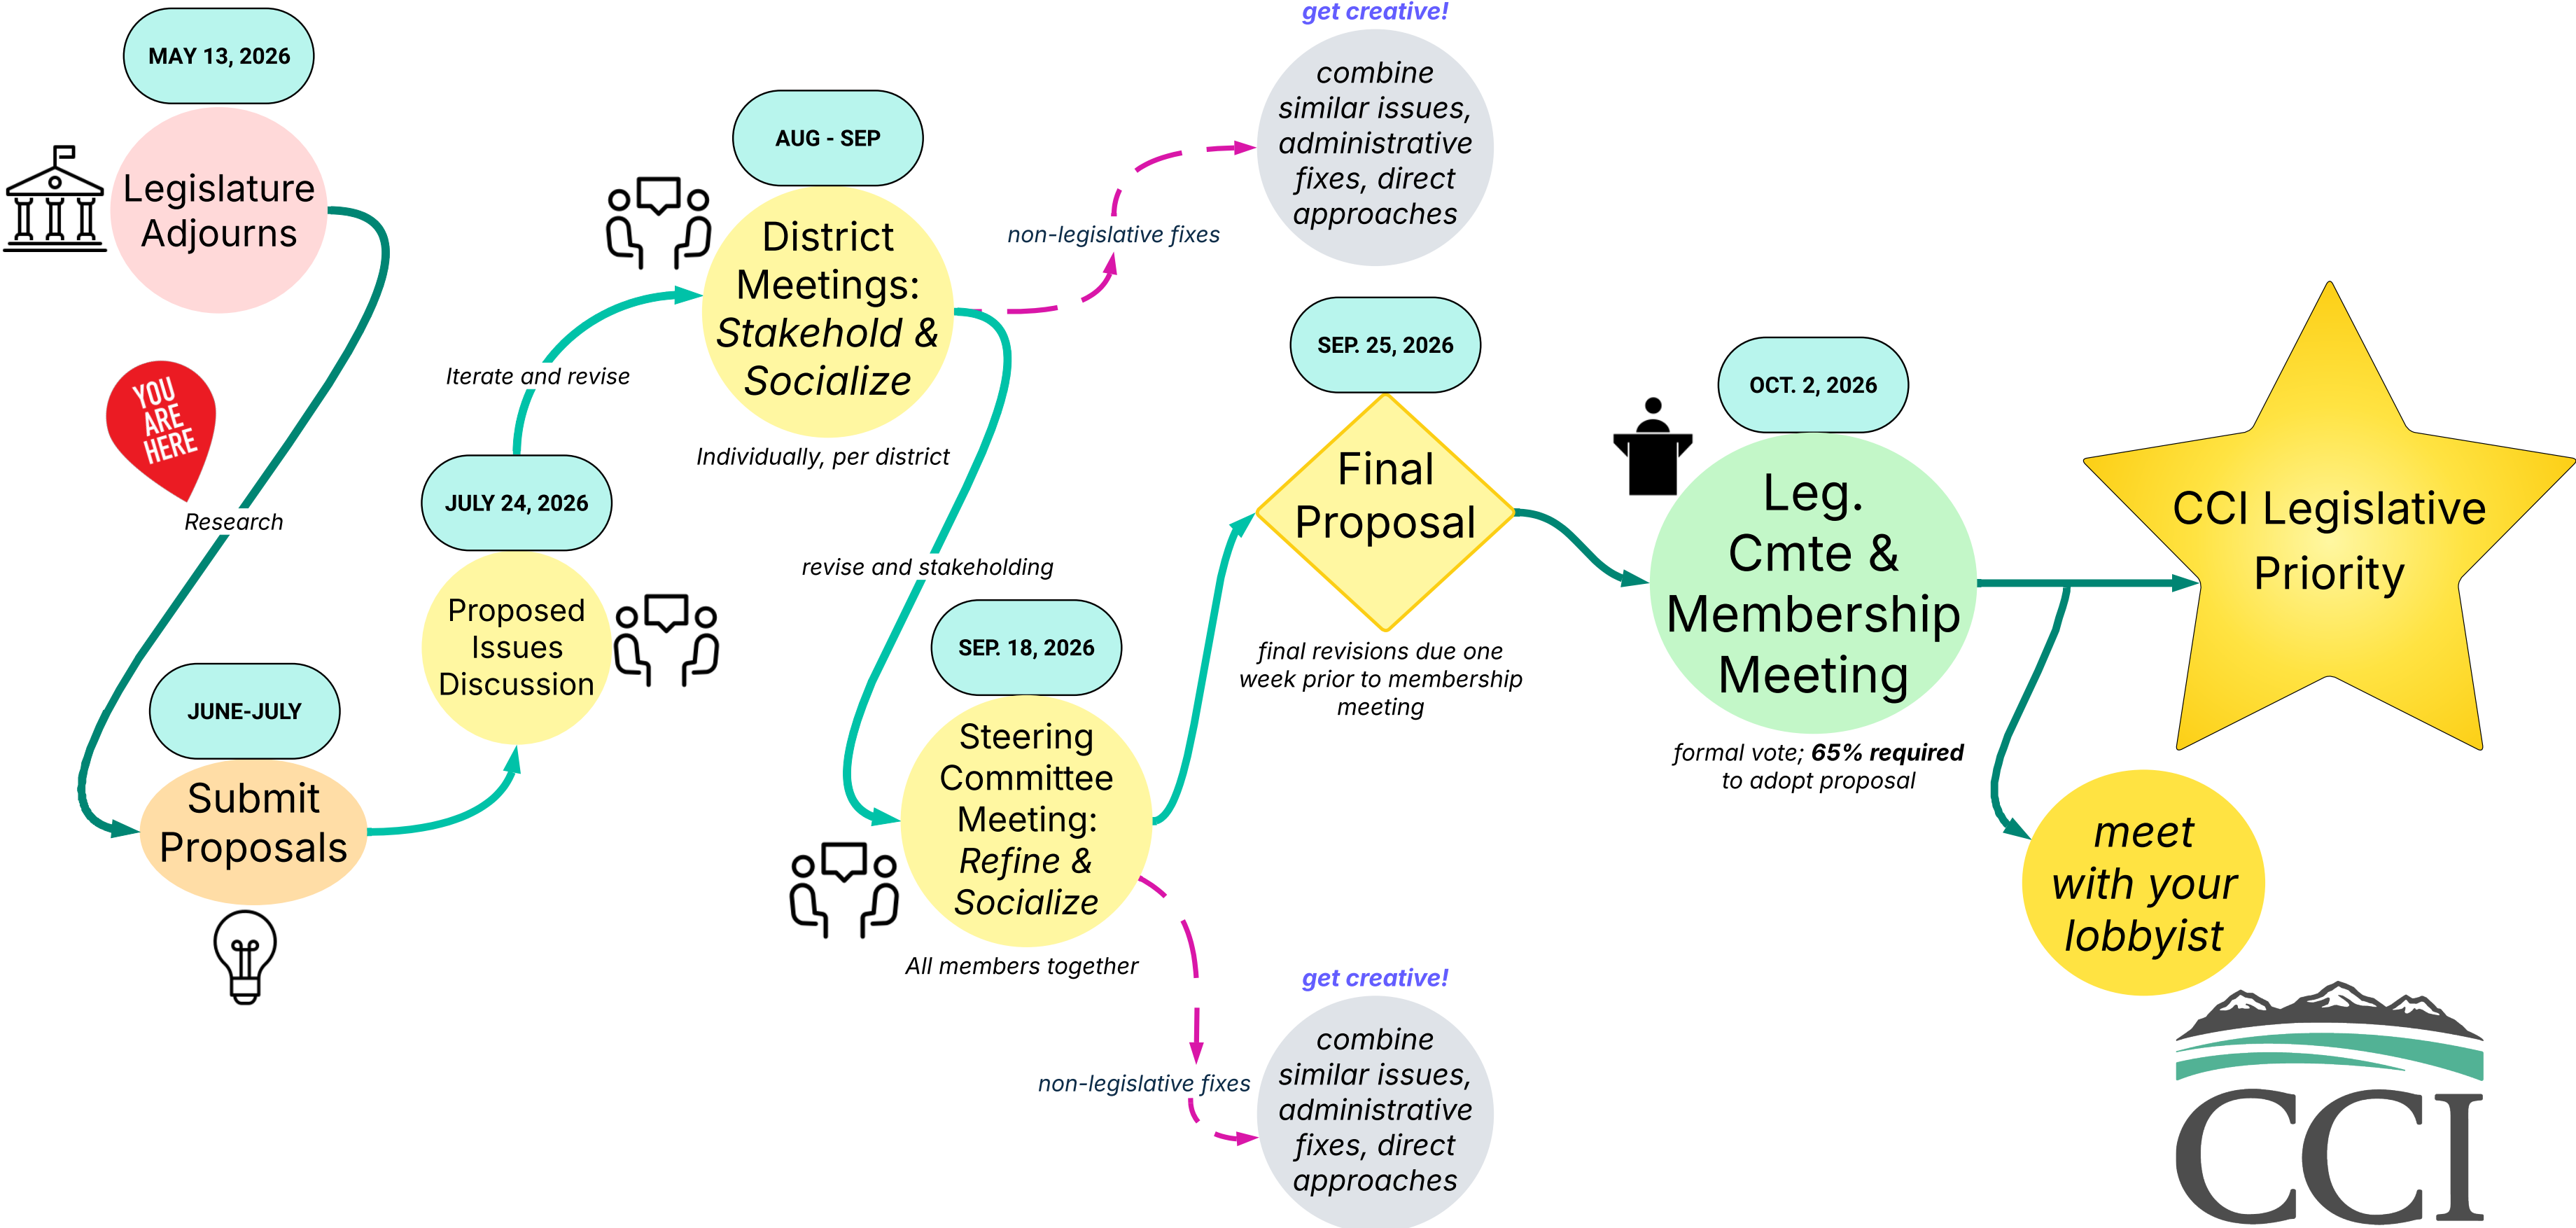 MAY 13, 2026
Legislature
Adjourns
YOU
ARE
HERE
Research
JUNE-JULY
Submit
Proposals
JULY 24, 2026
Proposed
Issues
Discussion
Iterate and revise
AUG - SEP
District
Meetings:
Stakehold &
Socialize
Individually, per district
non-legislative fixes
get creative!
combine
similar issues,
administrative
fixes, direct
approaches
revise and stakeholding
SEP. 18, 2026
Steering
Committee
Meeting:
Refine &
Socialize
All members together
non-legislative fixes
get creative!
combine
similar issues,
administrative
fixes, direct
approaches
SEP. 25, 2026
Final
Proposal
final revisions due one
week prior to membership
meeting
OCT. 2, 2026
Leg.
Cmte &
Membership
Meeting
formal vote; 65% required
to adopt proposal
CCI Legislative
Priority
meet
with your
lobbyist
CCI